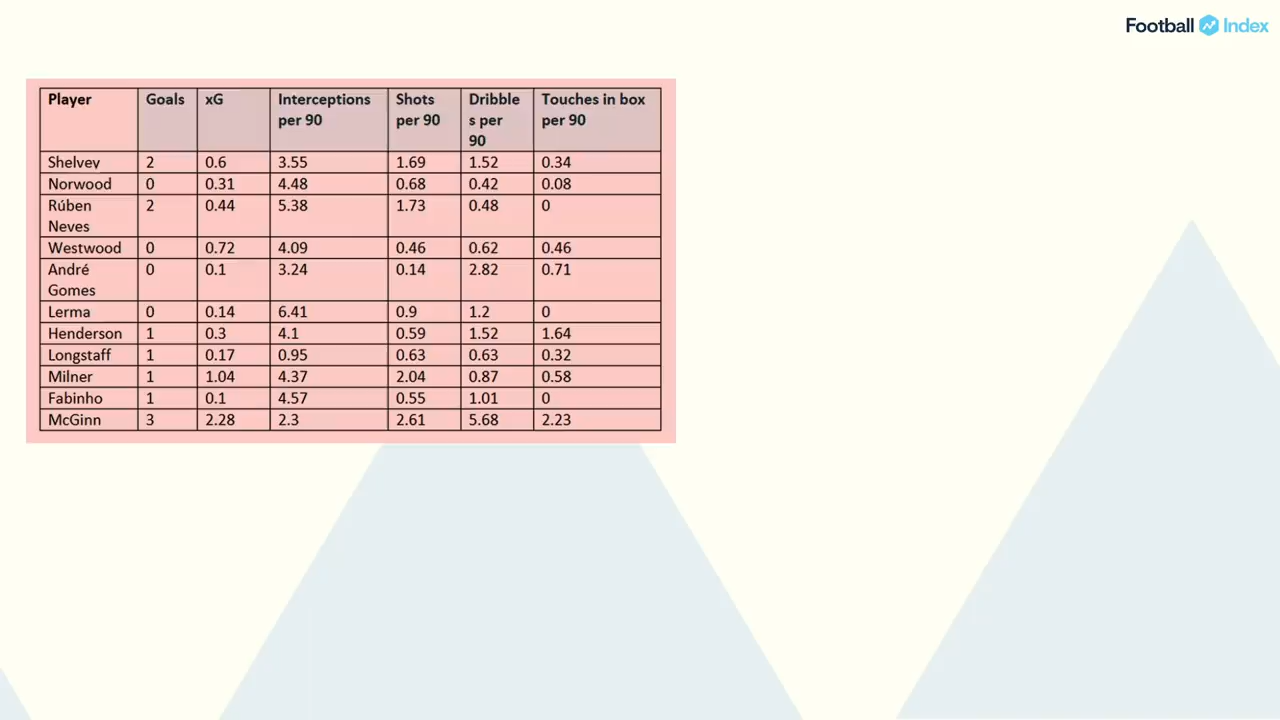 Football Index
Player Goals xG Interceptions per 90 Shots per 90 Dribble s per 90 Touches in box per 90
Shelvey 2 0.6 3.55 1.69 1.52 0.34
Norwood 0 0.31 4.48 0.68 0.42 0.08
Rúben Neves 2 0.44 5.38 1.73 0.48 0
Westwood 0 0.72 4.09 0.46 0.62 0.46
André Gomes 0 0.1 3.24 0.14 2.82 0.71
Lerma 0 0.14 6.41 0.9 1.2 0
Henderson 1 0.3 4.1 0.59 1.52 1.64
Longstaff 1 0.17 0.95 0.63 0.63 0.32
Milner 1 1.04 4.37 2.04 0.87 0.58
Fabinho 1 0.1 4.57 0.55 1.01 0
McGinn 3 2.28 2.3 2.61 5.68 2.23